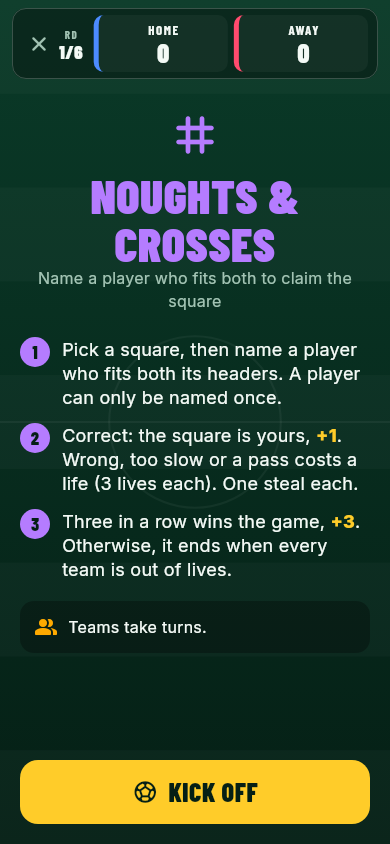 RD
1/6
HOME
0
AWAY
0
NOUGHTS &
CROSSES
Name a player who fits both to claim the
square
1
Pick a square, then name a player
who fits both its headers. A player
can only be named once.
2
Correct: the square is yours, +1.
Wrong, too slow or a pass costs a
life (3 lives each). One steal each.
3
Three in a row wins the game, +3.
Otherwise, it ends when every
team is out of lives.
Teams take turns.
KICK OFF